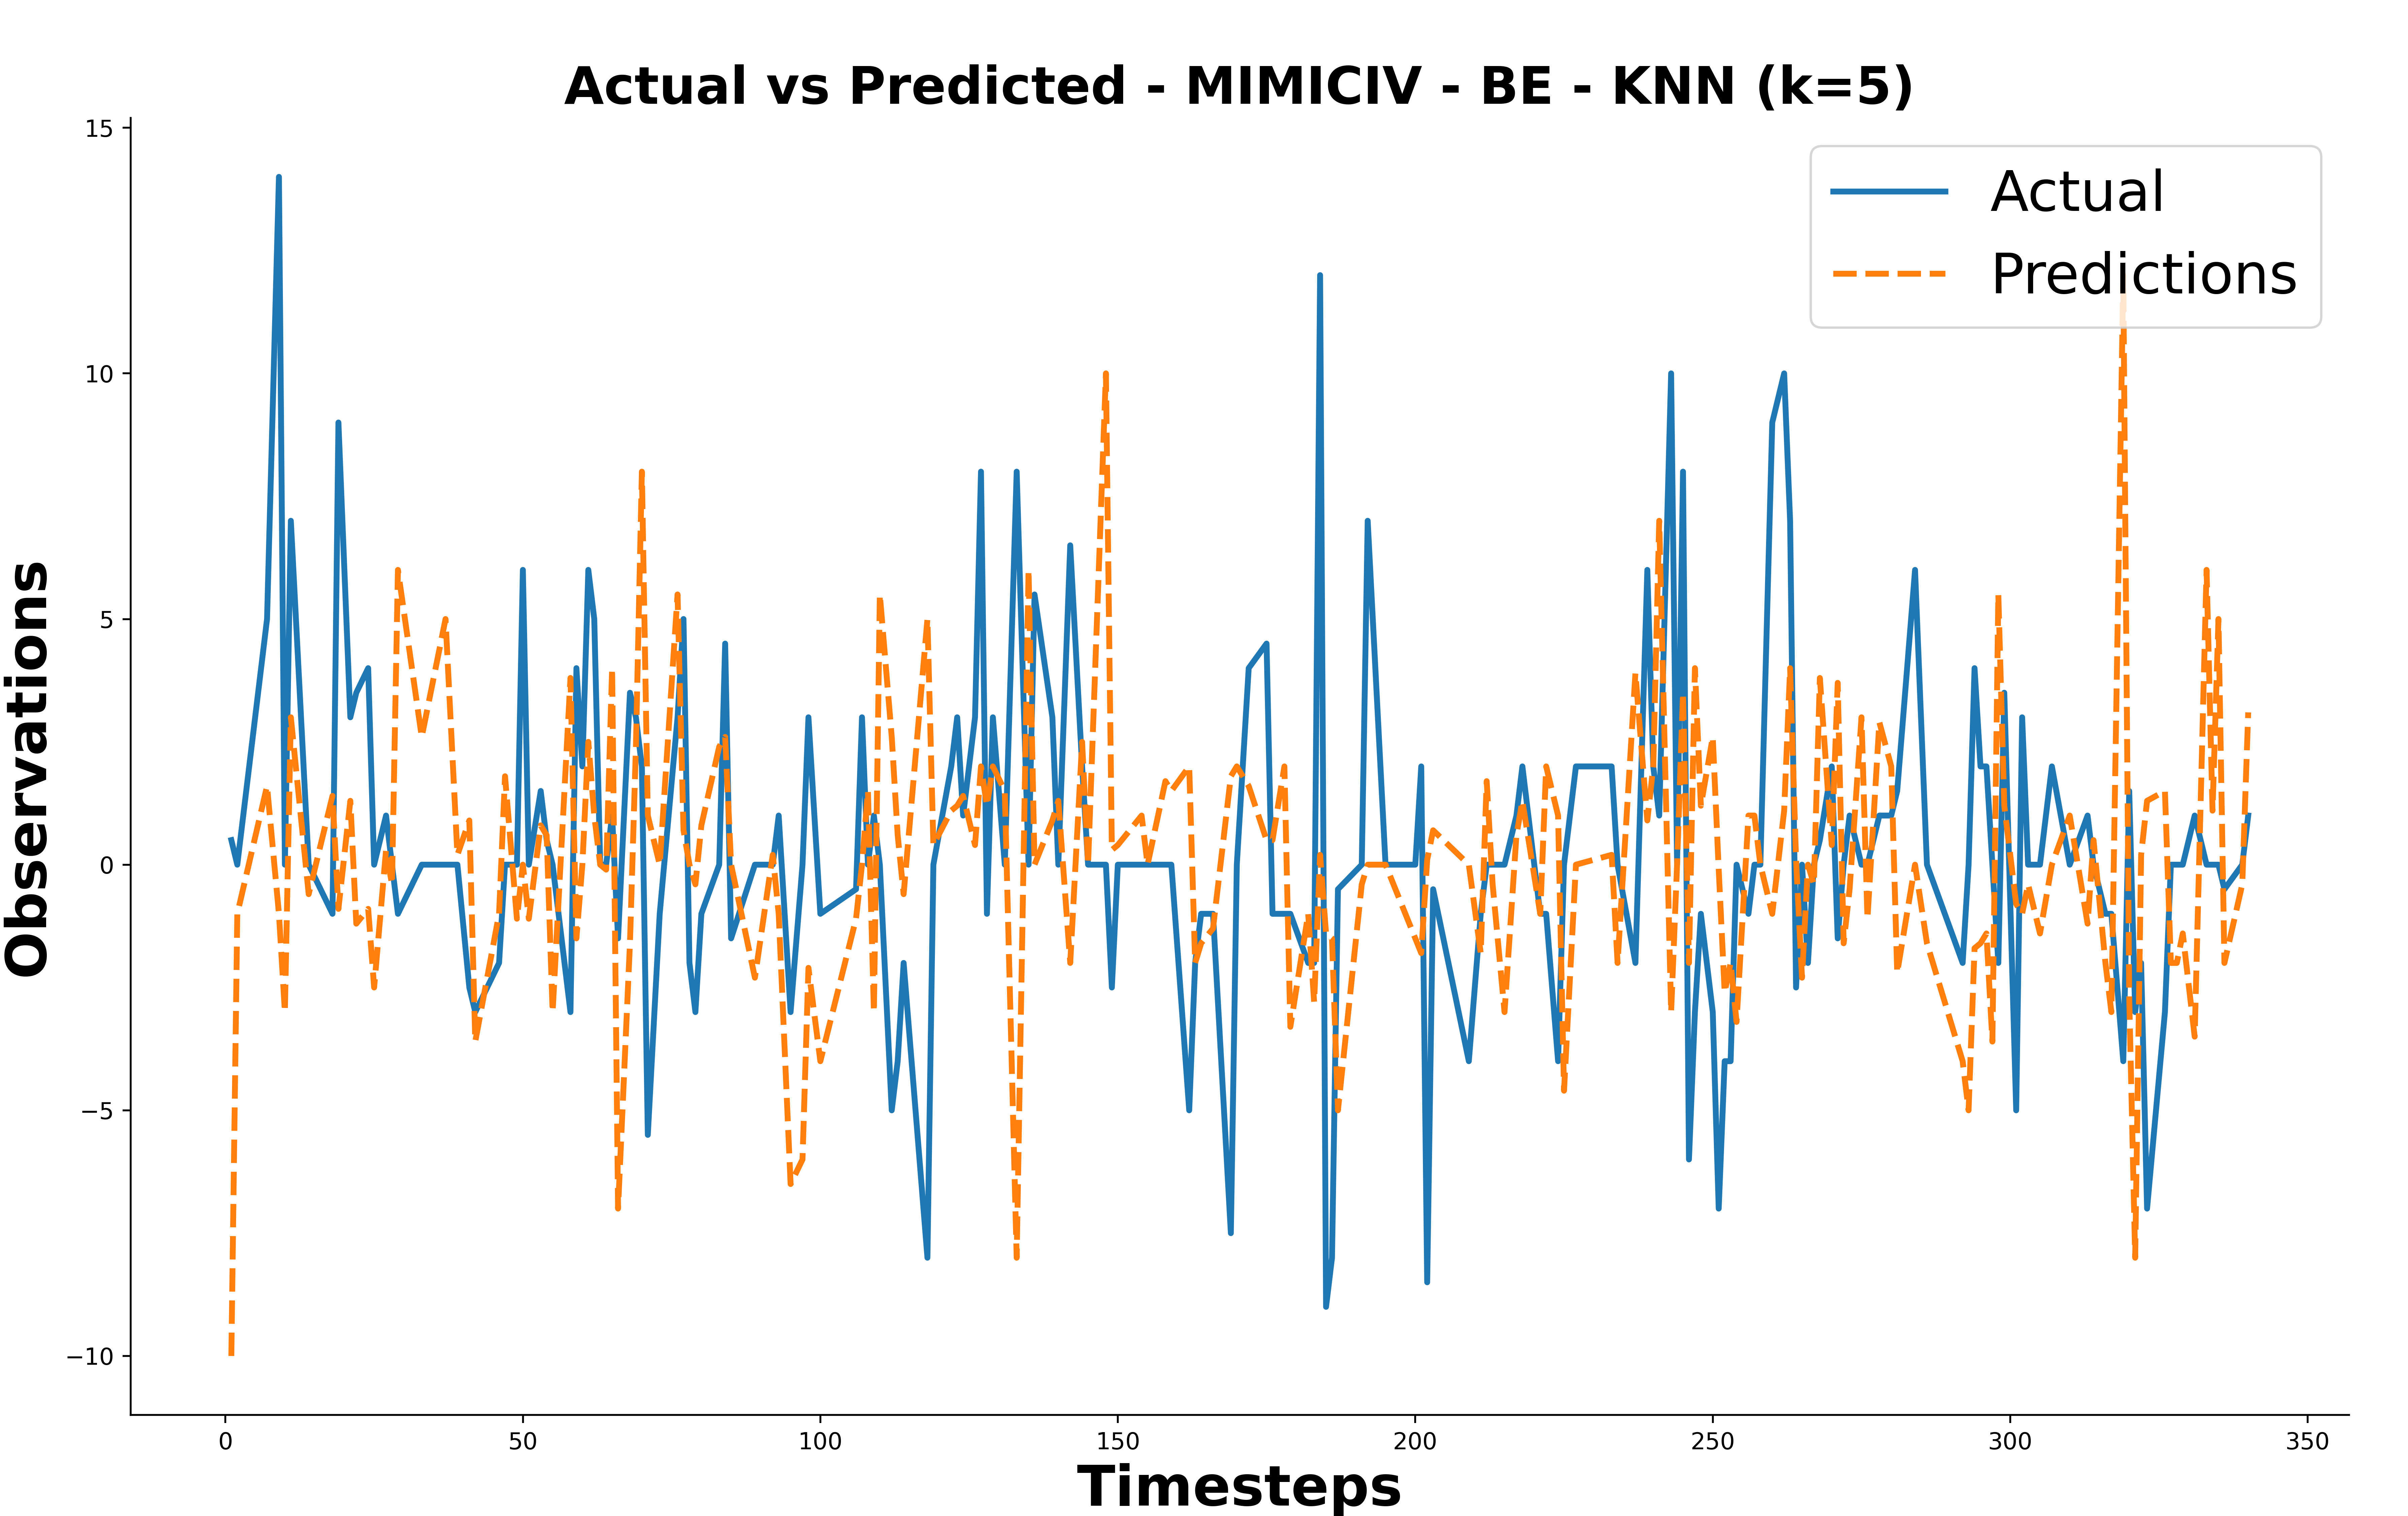 Actual vs Predicted - MIMICIV - BE - KNN (k=5)
Actual
Predictions
Observations
15
10
5
0
−5
−10
0 50 100 150 200 250 300 350
Timesteps